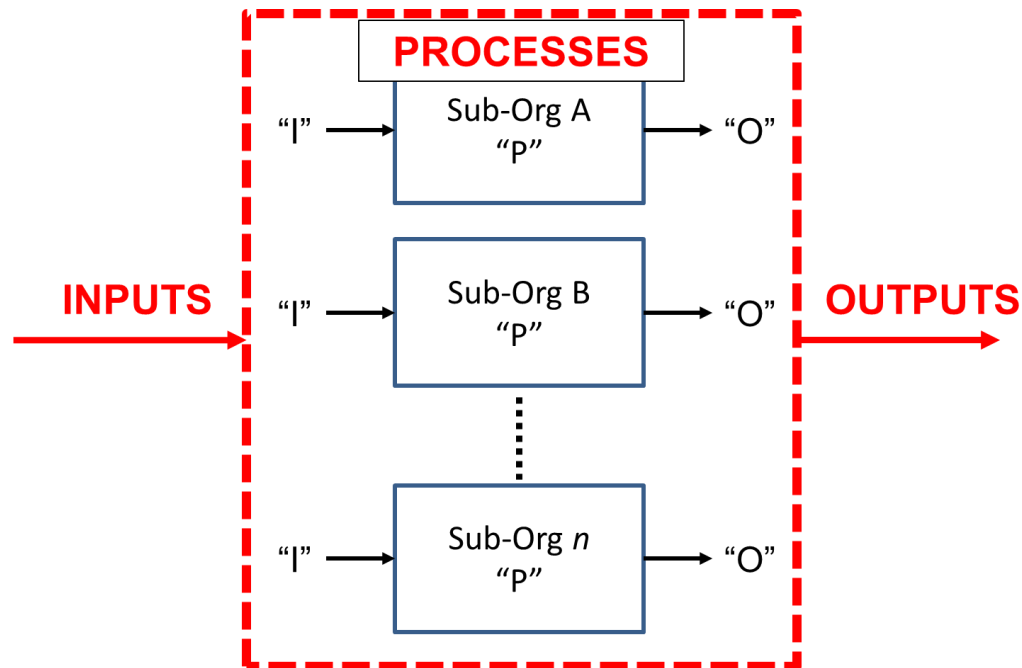 PROCESSES
“I”
Sub-Org A
“P”
“O”
INPUTS
“I”
Sub-Org B
“P”
“O”
OUTPUTS
“I”
Sub-Org n
“P”
“O”